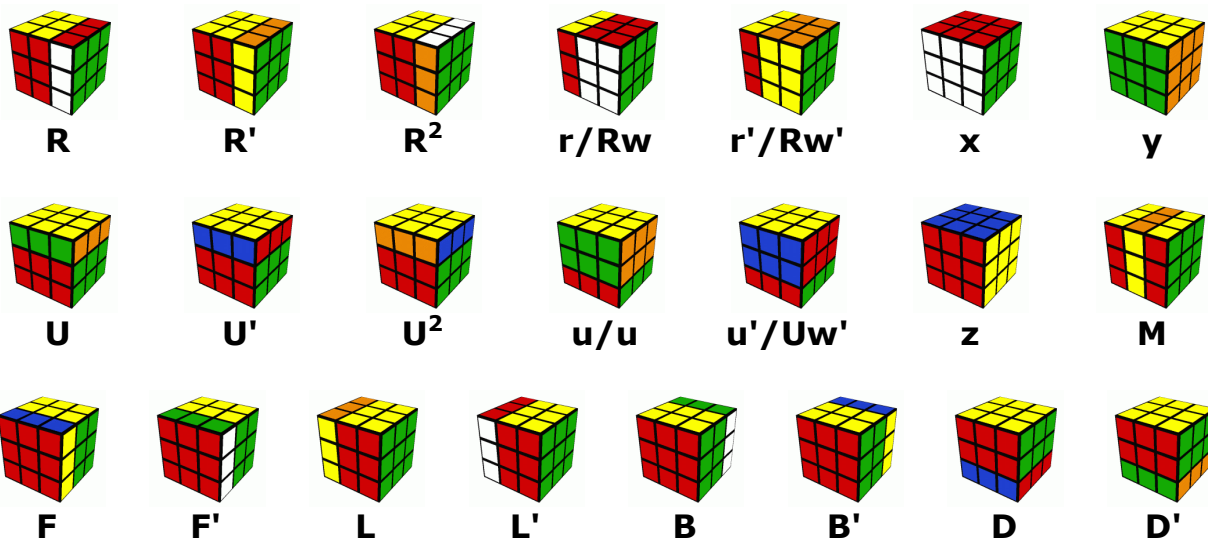 R R' R² r/Rw r'/Rw' x y
U U' U² u/u u'/Uw' z M
F F' L L' B B' D D'